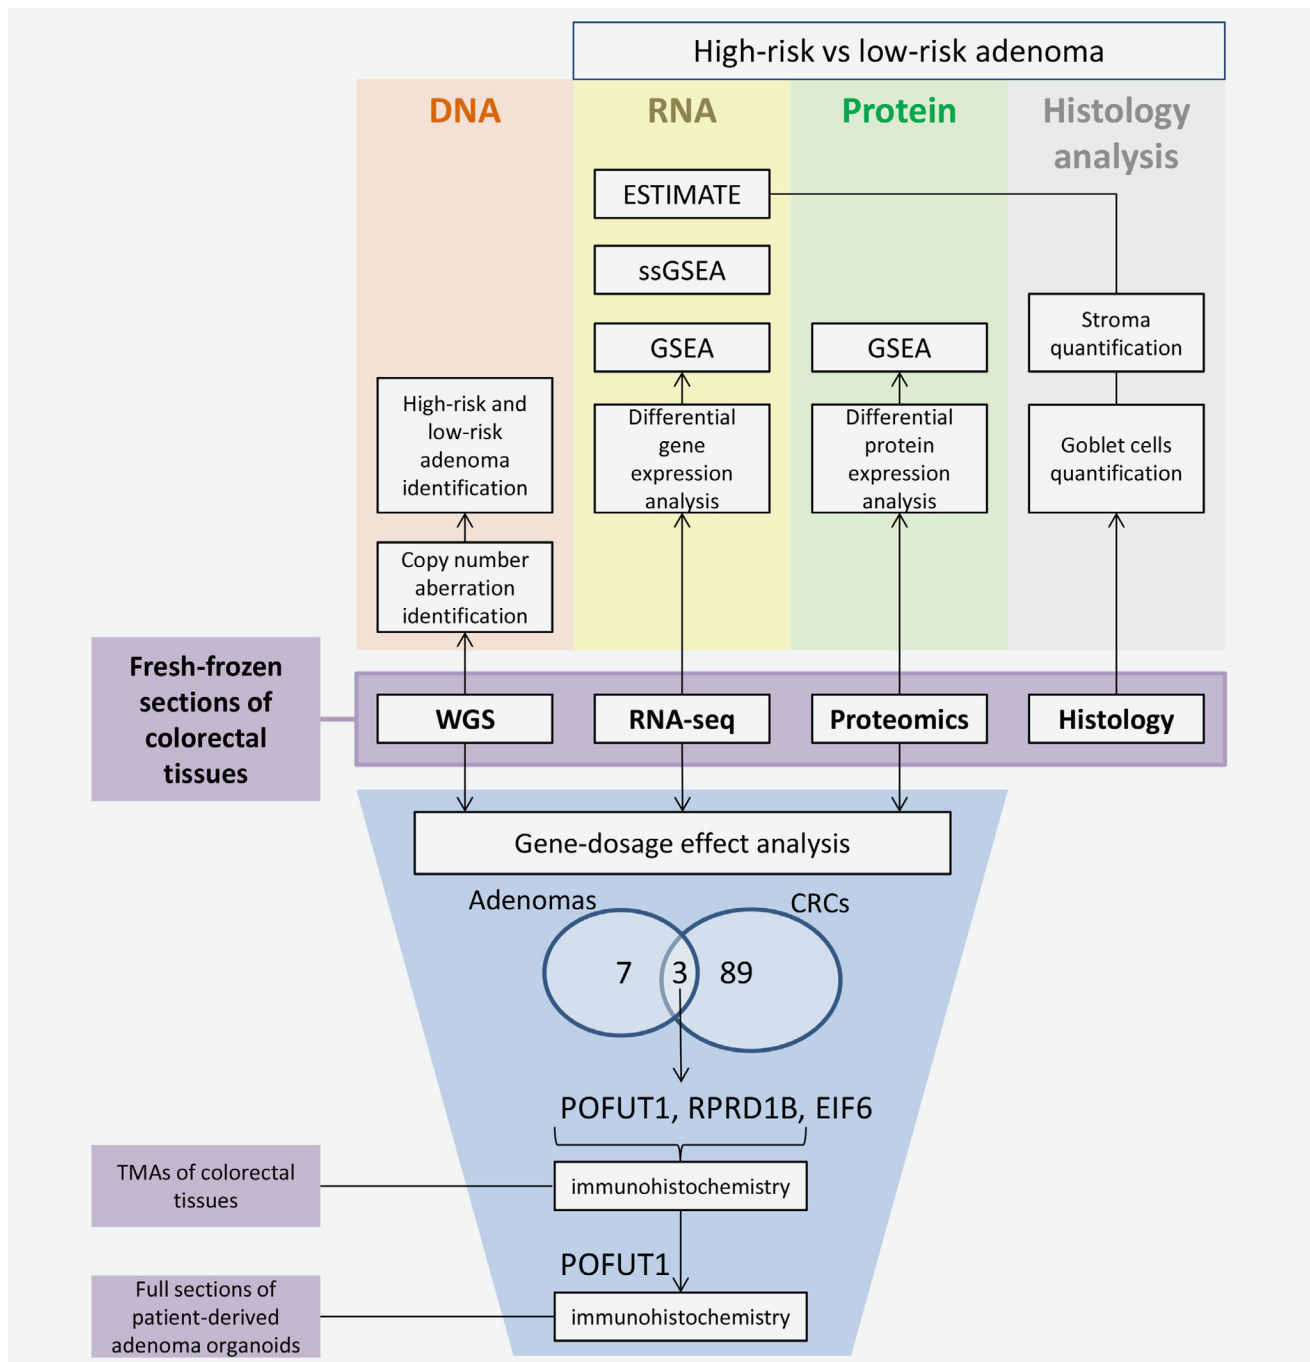 High-risk vs low-risk adenoma
DNA
RNA
Protein
Histology
analysis
ESTIMATE
ssGSEA
GSEA
GSEA
Stroma
quantification
High-risk and
low-risk
adenoma
identification
Differential
gene
expression
analysis
Differential
protein
expression
analysis
Goblet cells
quantification
Copy number
aberration
identification
Fresh-frozen
sections of
colorectal
tissues
WGS
RNA-seq
Proteomics
Histology
Gene-dosage effect analysis
Adenomas
CRCs
7
3
89
POFUT1, RPRD1B, EIF6
TMAs of colorectal
tissues
immunohistochemistry
POFUT1
Full sections of
patient-derived
adenoma organoids
immunohistochemistry